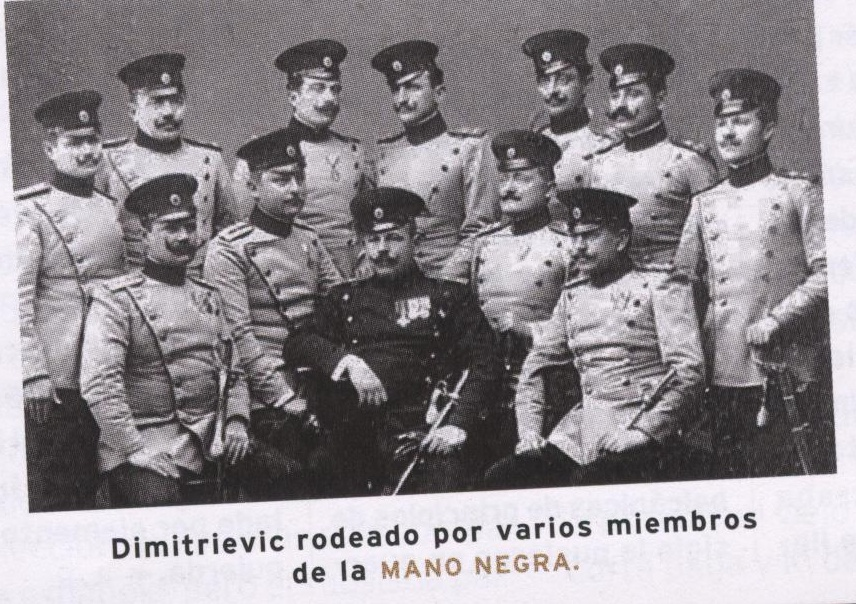 Dimitrievic rodeado por varios miembros
de la MANO NEGRA.